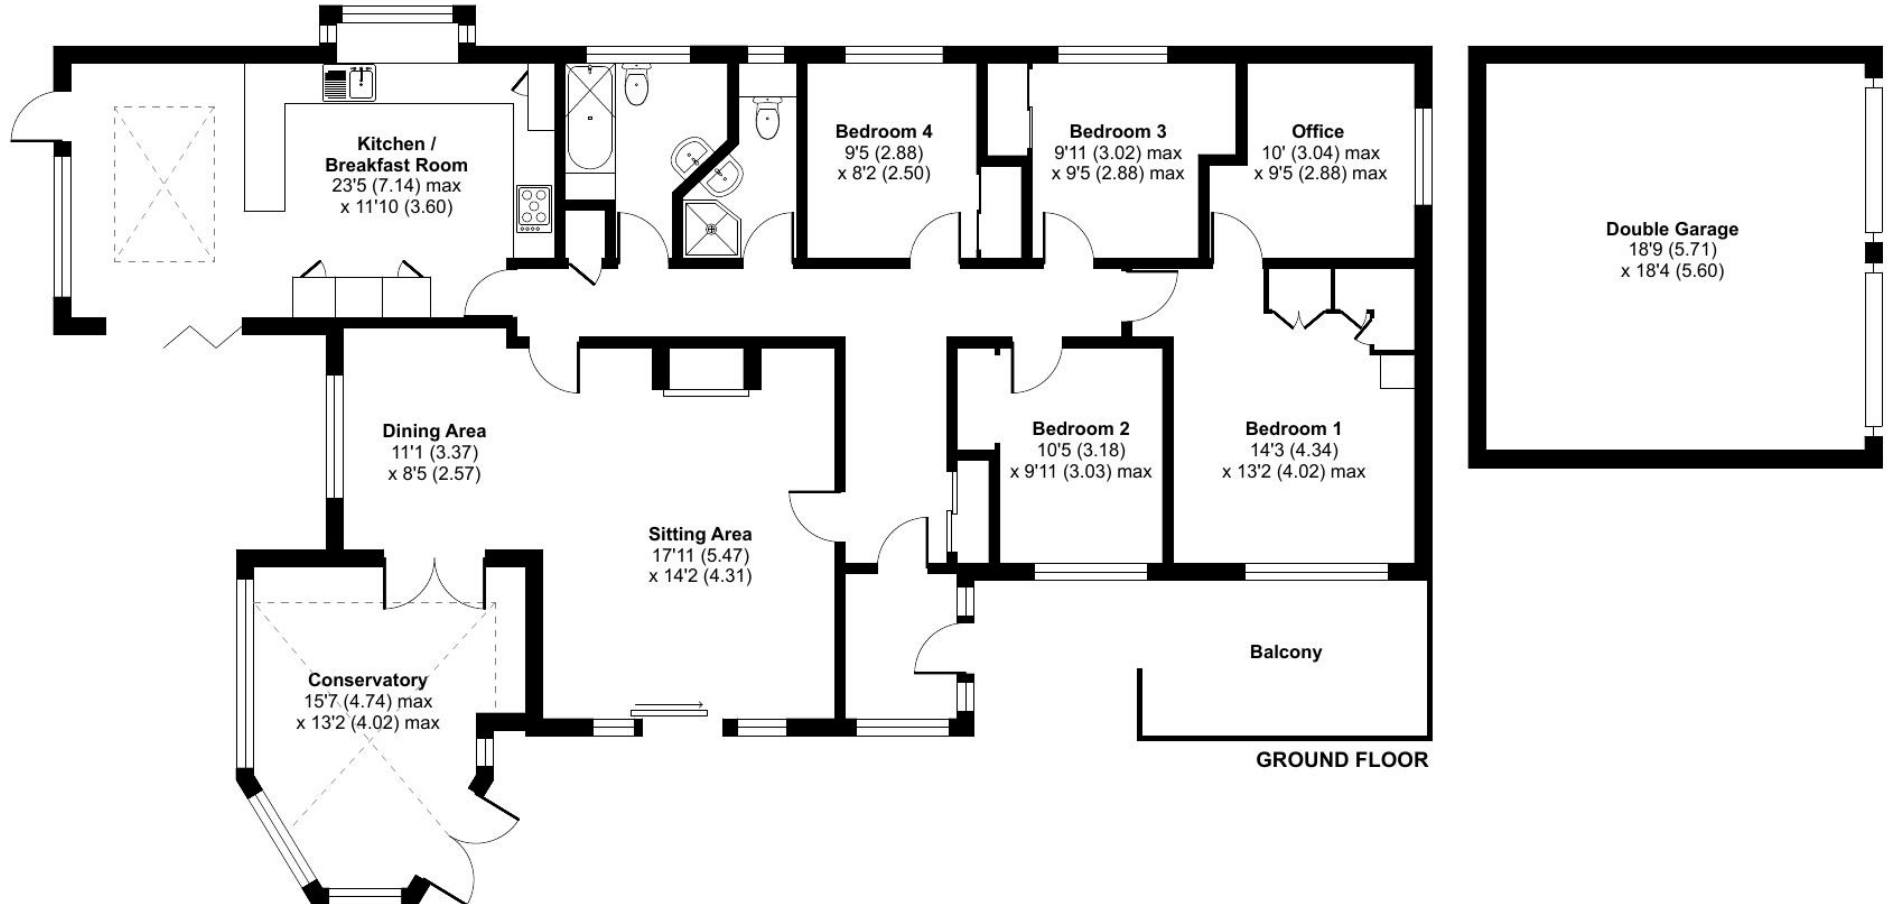 Kitchen /
Breakfast Room
23'5 (7.14) max
x 11'10 (3.60)
Bedroom 4
9'5 (2.88)
x 8'2 (2.50)
Bedroom 3
9'11 (3.02) max
x 9'5 (2.88) max
Office
10' (3.04) max
x 9'5 (2.88) max
Double Garage
18'9 (5.71)
x 18'4 (5.60)
Dining Area
11'1 (3.37)
x 8'5 (2.57)
Sitting Area
17'11 (5.47)
x 14'2 (4.31)
Bedroom 2
10'5 (3.18)
x 9'11 (3.03) max
Bedroom 1
14'3 (4.34)
x 13'2 (4.02) max
Conservatory
15'7 (4.74) max
x 13'2 (4.02) max
Balcony
GROUND FLOOR